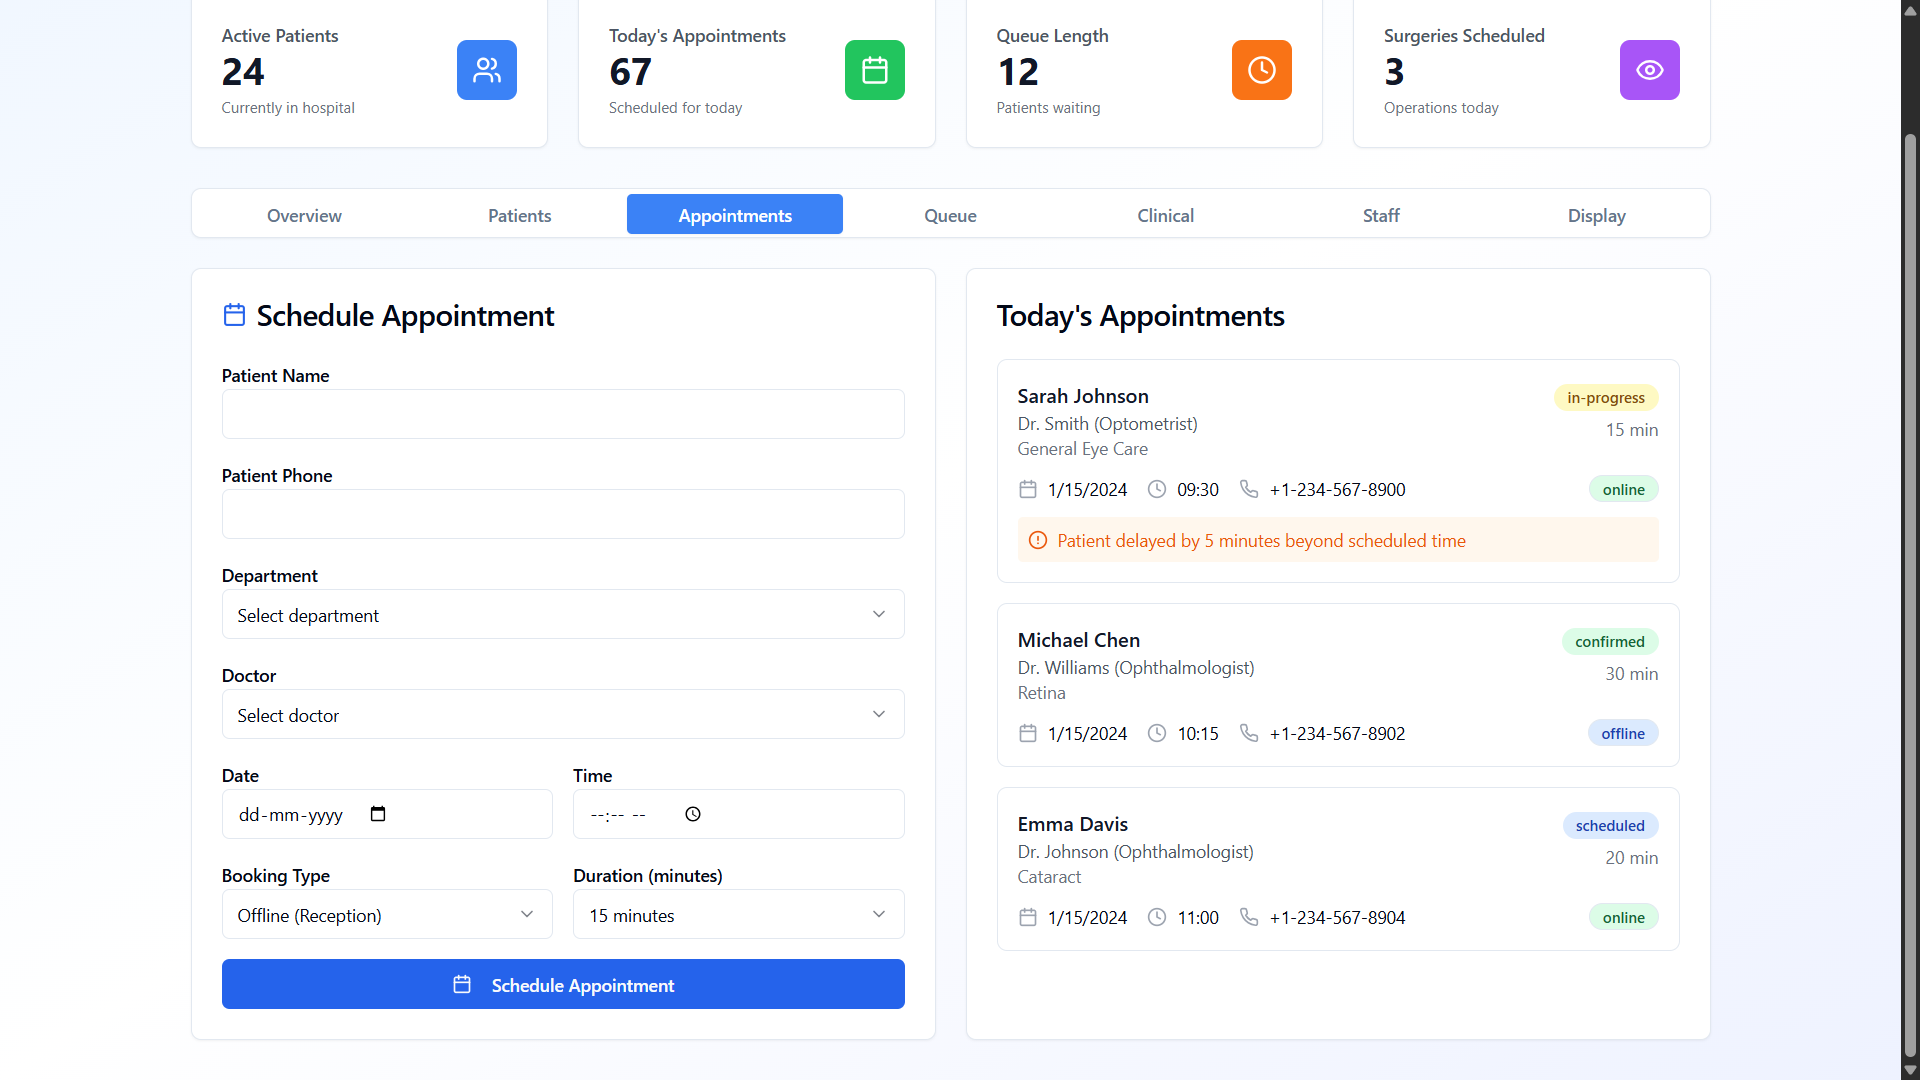 Active Patients
24
Currently in hospital
Today's Appointments
67
Scheduled for today
Queue Length
12
Patients waiting
Surgeries Scheduled
3
Operations today
Overview Patients Appointments Queue Clinical Staff Display
Schedule Appointment
Patient Name
Patient Phone
Department
Select department
Doctor
Select doctor
Date Time
dd-mm-yyyy --:-- --
Booking Type Duration (minutes)
Offline (Reception) 15 minutes
Schedule Appointment
Today's Appointments
Sarah Johnson in-progress
Dr. Smith (Optometrist) 15 min
General Eye Care
1/15/2024 09:30 +1-234-567-8900 online
Patient delayed by 5 minutes beyond scheduled time
Michael Chen confirmed
Dr. Williams (Ophthalmologist) 30 min
Retina
1/15/2024 10:15 +1-234-567-8902 offline
Emma Davis scheduled
Dr. Johnson (Ophthalmologist) 20 min
Cataract
1/15/2024 11:00 +1-234-567-8904 online